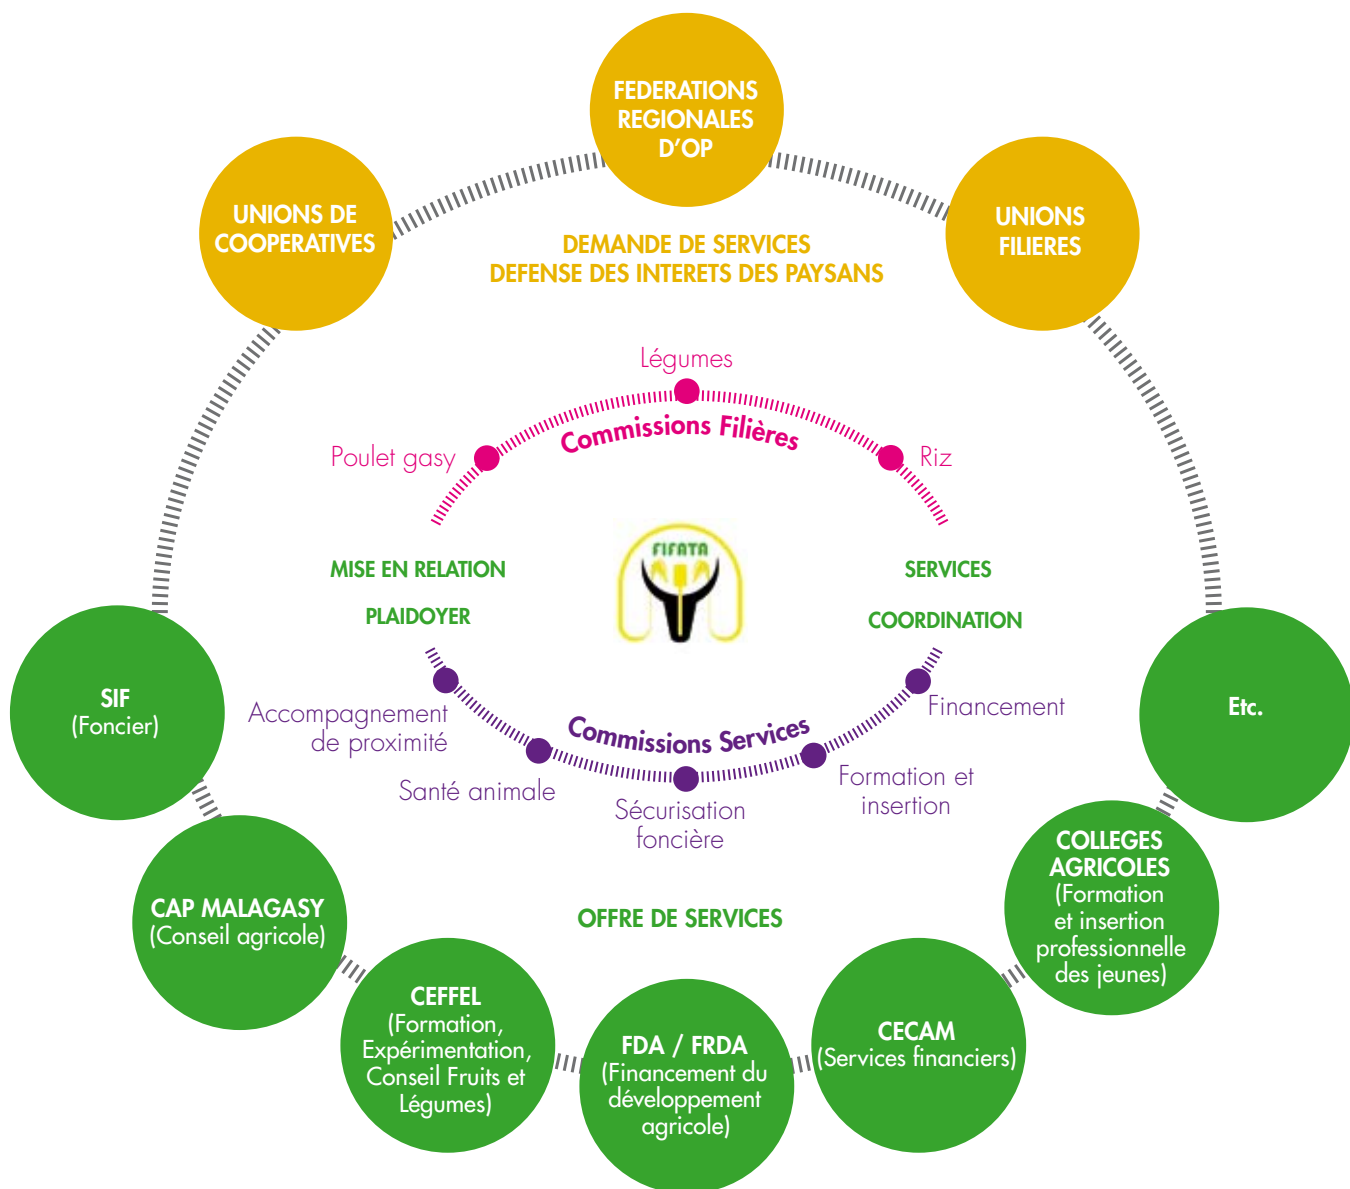 FEDERATIONS
REGIONALES
D'OP
UNIONS DE
COOPERATIVES
UNIONS
FILIERES
DEMANDE DE SERVICES
DEFENSE DES INTERETS DES PAYSANS
Légumes
Commissions Filières
Poulet gasy
Riz
FIFATA
MISE EN RELATION
PLAIDOYER
SERVICES
COORDINATION
Accompagnement
de proximité
Commissions Services
Financement
Santé animale
Sécurisation
foncière
Formation et
insertion
SIF
(Foncier)
Etc.
CAP MALAGASY
(Conseil agricole)
OFFRE DE SERVICES
COLLEGES
AGRICOLES
(Formation
et insertion
professionnelle
des jeunes)
CEFFEL
(Formation,
Expérimentation,
Conseil Fruits et
Légumes)
FDA / FRDA
(Financement du
développement
agricole)
CECAM
(Services financiers)